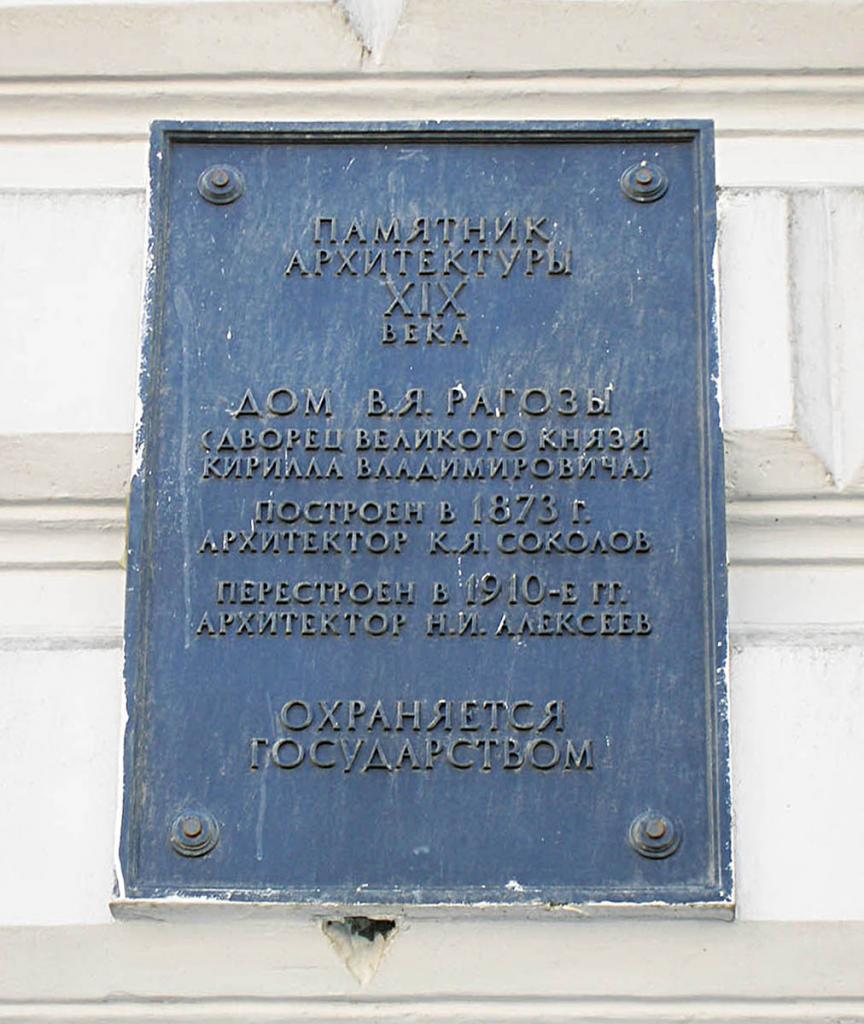 ПАМЯТНИК
АРХИТЕКТУРЫ
XIX
ВЕКА
ДОМ В.Я. РАГОЗЫ
(ДВОРЕЦ ВЕЛИКОГО КНЯЗЯ
КИРИЛЛА ВЛАДИМИРОВИЧА)
ПОСТРОЕН В 1873 Г.
АРХИТЕКТОР К.Я. СОКОЛОВ
ПЕРЕСТРОЕН В 1910-Е ГГ.
АРХИТЕКТОР Н.И. АЛЕКСЕЕВ
ОХРАНЯЕТСЯ
ГОСУДАРСТВОМ